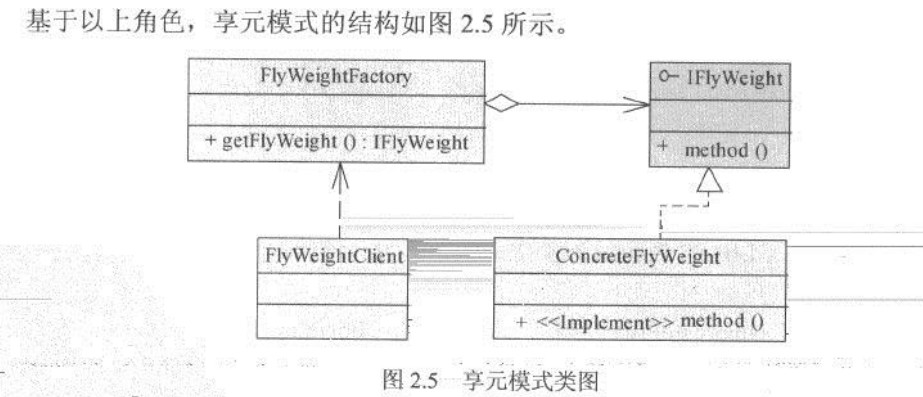 基于以上角色，享元模式的结构如图 2.5 所示。
FlyWeightFactory
+ getFlyWeight () : IFlyWeight
IFlyWeight
+ method ()
FlyWeightClient
ConcreteFlyWeight
+ <<Implement>> method ()
图 2.5 享元模式类图